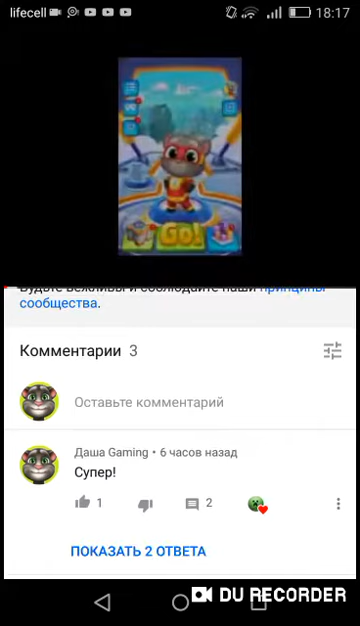 lifecell
18:17
Go!
Будьте вежливы и соблюдайте наши принципы
сообщества.
Комментарии 3
Оставьте комментарий
Даша Gaming • 6 часов назад
Супер!
1
2
ПОКАЗАТЬ 2 ОТВЕТА
DU RECORDER